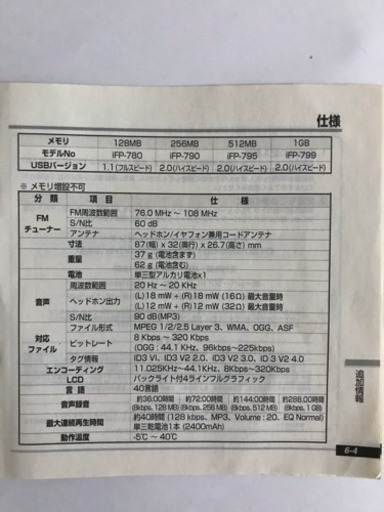 仕様
メモリ 128MB 256MB 512MB 1GB
モデルNo iFP-780 iFP-790 iFP-795 iFP-799
USBバージョン 1.1 (フルスピード) 2.0 (ハイスピード) 2.0 (ハイスピード) 2.0 (ハイスピード)
※ メモリ増設不可
分類 項目 仕様
FMチューナー FM周波数範囲 76.0 MHz ~ 108 MHz
S/N比 60 dB
アンテナ ヘッドホン/イヤフォン兼用コードアンテナ
寸法 87(幅) x 32(奥) x 26.7(高さ) mm
重量 37 g (電池含まず)
62 g (電池含む)
電池 単三型アルカリ電池×1
音声 周波数範囲 20 Hz ~ 20 KHz
ヘッドホン出力 (L)18 mW + (R)18 mW (16Ω) 最大音量時
(L)12 mW + (R)12 mW (32Ω) 最大音量時
S/N比 90 dB(MP3)
対応ファイル ファイル形式 MPEG 1/2/2.5 Layer 3、WMA、OGG、ASF
ビットレート 8 Kbps ~ 320 Kbps
(OGG : 44.1 KHz、96kbps~225kbps)
タグ情報 ID3 V1、ID3 V2 2.0、ID3 V2 3.0、ID3 V2 4.0
エンコーディング 11.025KHz~44.1KHz、8Kbps~320Kbps
LCD バックライト付4ラインフルグラフィック
言語 40言語
音声録音 約36:00時間 約72:00時間 約144:00時間 約288:00時間
(8kbps, 128 MB) (8kbps, 256 MB) (8kbps, 512 MB) (8kbps, 1 GB)
最大連続再生時間 約40時間 (128 kbps、MP3、Volume : 20、EQ Normal)
単三乾電池1本 (2400mAh)
動作温度 -5℃ ~ 40℃
追加情報
6-4